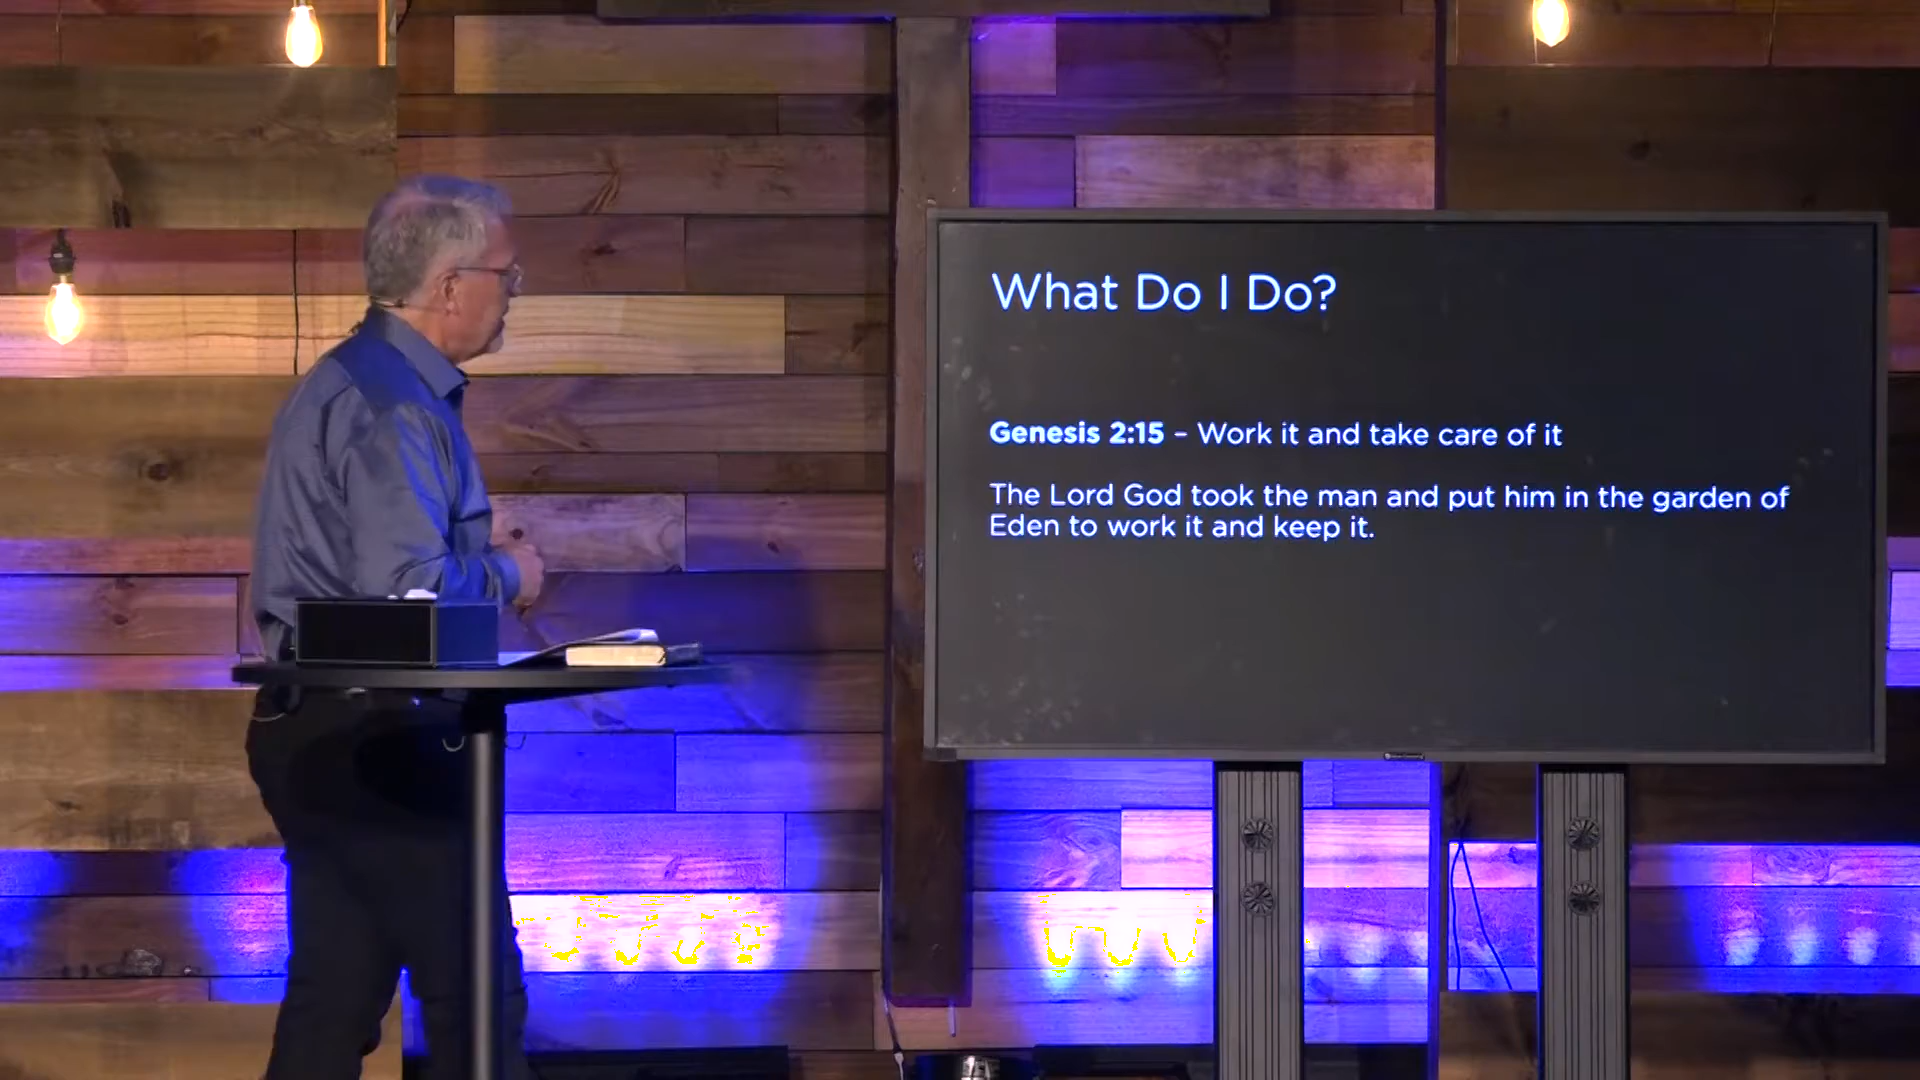 What Do I Do?
Genesis 2:15 – Work it and take care of it
The Lord God took the man and put him in the garden of
Eden to work it and keep it.